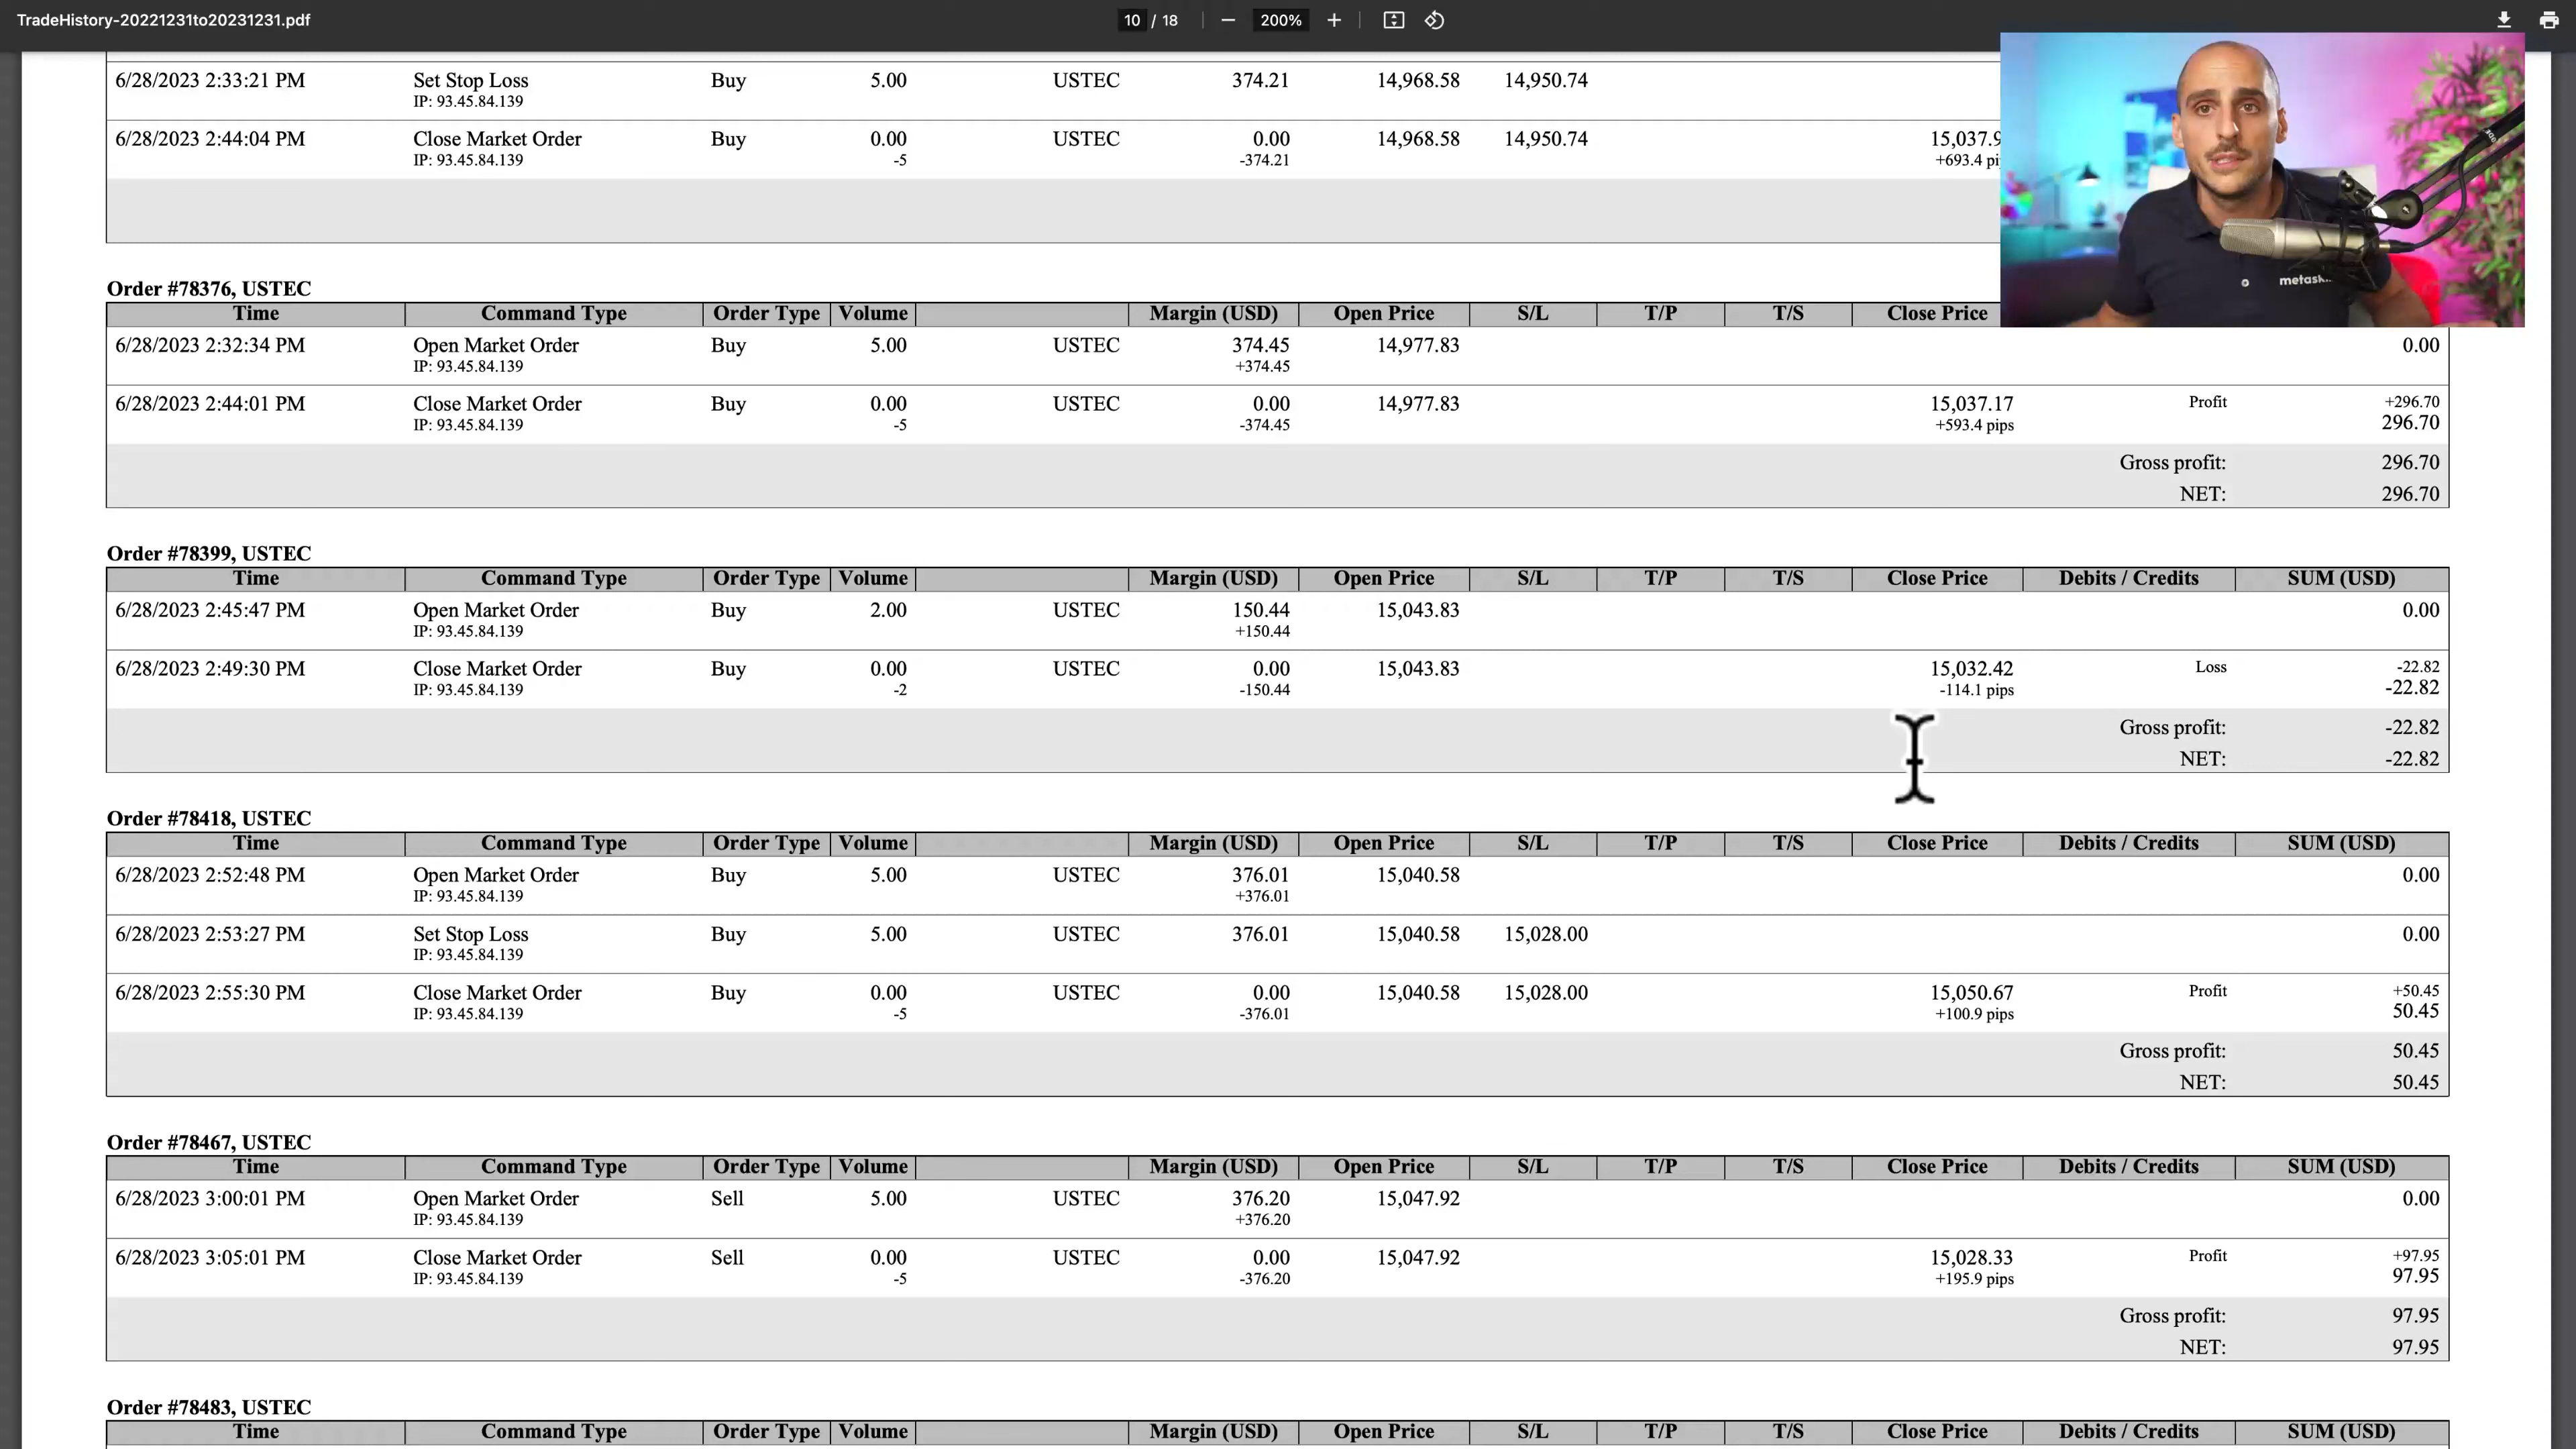 TradeHistory-20221231to20231231.pdf 10 / 18 200%
6/28/2023 2:33:21 PM Set Stop Loss Buy 5.00 USTEC 374.21 14,968.58 14,950.74
IP: 93.45.84.139
6/28/2023 2:44:04 PM Close Market Order Buy 0.00 USTEC 0.00 14,968.58 14,950.74 15,037.9
IP: 93.45.84.139 -5 -374.21 +693.4
Order #78376, USTEC
Time Command Type Order Type Volume Margin (USD) Open Price S/L T/P T/S Close Price
6/28/2023 2:32:34 PM Open Market Order Buy 5.00 USTEC 374.45 14,977.83 0.00
IP: 93.45.84.139 +374.45
6/28/2023 2:44:01 PM Close Market Order Buy 0.00 USTEC 0.00 14,977.83 15,037.17 Profit +296.70
IP: 93.45.84.139 -5 -374.45 +593.4 pips 296.70
Gross profit: 296.70
NET: 296.70
Order #78399, USTEC
Time Command Type Order Type Volume Margin (USD) Open Price S/L T/P T/S Close Price Debits / Credits SUM (USD)
6/28/2023 2:45:47 PM Open Market Order Buy 2.00 USTEC 150.44 15,043.83 0.00
IP: 93.45.84.139 +150.44
6/28/2023 2:49:30 PM Close Market Order Buy 0.00 USTEC 0.00 15,043.83 15,032.42 Loss -22.82
IP: 93.45.84.139 -2 -150.44 -114.1 pips -22.82
Gross profit: -22.82
NET: -22.82
Order #78418, USTEC
Time Command Type Order Type Volume Margin (USD) Open Price S/L T/P T/S Close Price Debits / Credits SUM (USD)
6/28/2023 2:52:48 PM Open Market Order Buy 5.00 USTEC 376.01 15,040.58 0.00
IP: 93.45.84.139 +376.01
6/28/2023 2:53:27 PM Set Stop Loss Buy 5.00 USTEC 376.01 15,040.58 15,028.00 0.00
IP: 93.45.84.139
6/28/2023 2:55:30 PM Close Market Order Buy 0.00 USTEC 0.00 15,040.58 15,028.00 15,050.67 Profit +50.45
IP: 93.45.84.139 -5 -376.01 +100.9 pips 50.45
Gross profit: 50.45
NET: 50.45
Order #78467, USTEC
Time Command Type Order Type Volume Margin (USD) Open Price S/L T/P T/S Close Price Debits / Credits SUM (USD)
6/28/2023 3:00:01 PM Open Market Order Sell 5.00 USTEC 376.20 15,047.92 0.00
IP: 93.45.84.139 +376.20
6/28/2023 3:05:01 PM Close Market Order Sell 0.00 USTEC 0.00 15,047.92 15,028.33 Profit +97.95
IP: 93.45.84.139 -5 -376.20 +195.9 pips 97.95
Gross profit: 97.95
NET: 97.95
Order #78483, USTEC
Time Command Type Order Type Volume Margin (USD) Open Price S/L T/P T/S Close Price Debits / Credits SUM (USD)